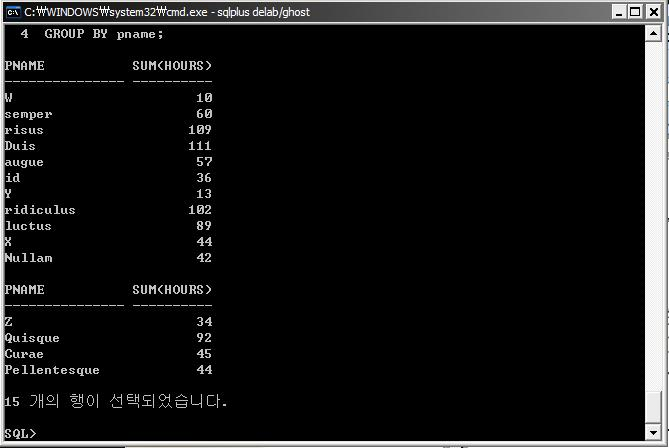 C:₩WINDOWS₩system32₩cmd.exe - sqlplus delab/ghost
4 GROUP BY pname;
PNAME SUM(HOURS)
--------------- ----------
W 10
semper 60
risus 109
Duis 111
augue 57
id 36
Y 13
ridiculus 102
luctus 89
X 44
Nullam 42
PNAME SUM(HOURS)
--------------- ----------
Z 34
Quisque 92
Curae 45
Pellentesque 44
15 개의 행이 선택되었습니다.
SQL>